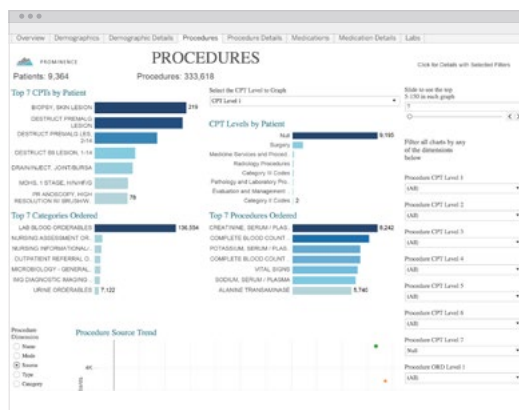 Overview Demographics Demographic Details Procedures Procedure Details Medications Medication Details Labs
PROMINENCE
PROCEDURES
Click for Details with Selected Filters
Patients: 9,364
Procedures: 333,618
Top 7 CPTs by Patient
BIOPSY, SKIN LESION 219
DESTRUCT PREMALG
LESION
DESTRUCT PREMALG LES,
2-14
DESTRUCT B9 LESION, 1-14
DRAIN/INJECT, JOINT/BURSA
MOHS, 1 STAGE, H/N/HF/G
PR ANOSCOPY, HIGH
RESOLUTION W/ BRUSH/W... 79
Select the CPT Level to Graph
CPT Level 1
CPT Levels by Patient
Null 9,193
Surgery
Medicine Services and Proced...
Radiology Procedures
Category III Codes
Pathology and Laboratory Pro...
Evaluation and Management ...
Category II Codes 2
Slide to see the top
5-150 in each graph
7
Filter all charts by any
of the dimensions
below
Procedure CPT Level 1
(All)
Procedure CPT Level 2
(All)
Procedure CPT Level 3
(All)
Procedure CPT Level 4
(All)
Procedure CPT Level 5
(All)
Procedure CPT Level 6
(All)
Procedure CPT Level 7
Null
Procedure ORD Level 1
(All)
Top 7 Categories Ordered
LAB BLOOD ORDERABLES 136,554
NURSING ASSESSMENT OR...
NURSING INFORMATIONAL/...
OUTPATIENT REFERRAL O...
MICROBIOLOGY - GENERAL...
IMG DIAGNOSTIC IMAGING...
URINE ORDERABLES 7,122
Top 7 Procedures Ordered
CREATININE, SERUM / PLAS... 8,242
COMPLETE BLOOD COUNT...
POTASSIUM, SERUM / PLAS...
COMPLETE BLOOD COUNT...
VITAL SIGNS
SODIUM, SERUM / PLASMA
ALANINE TRANSAMINASE 5,740
Procedure
Dimension
Name
Mode
Source
Type
Category
Procedure Source Trend